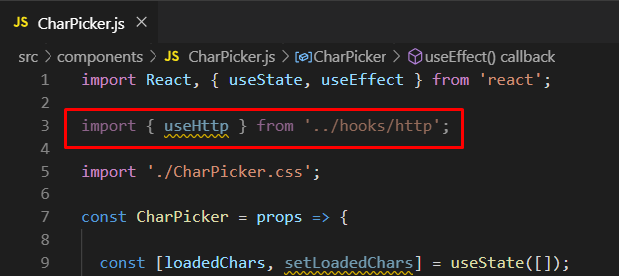 JS CharPicker.js ×
src > components > JS CharPicker.js > CharPicker > useEffect() callback
1 import React, { useState, useEffect } from 'react';
2
3 import { useHttp } from '../hooks/http';
4
5 import './CharPicker.css';
6
7 const CharPicker = props => {
8
9 const [loadedChars, setLoadedChars] = useState([]);